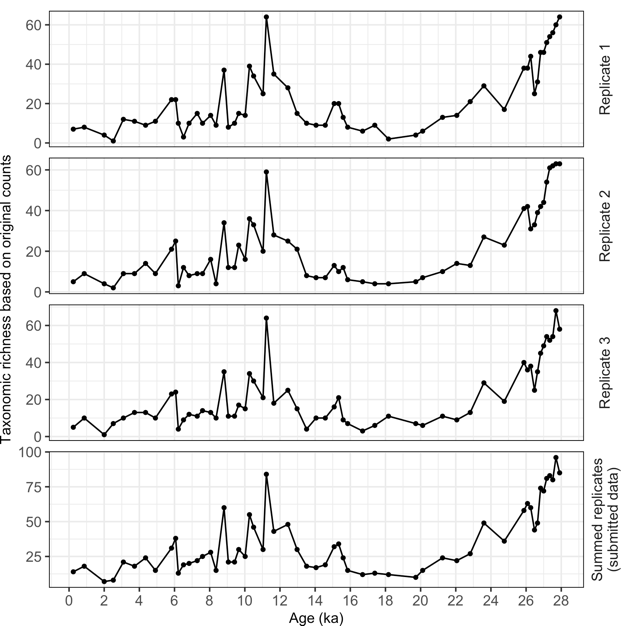 Taxonomic richness based on original counts
60
40
20
0
Replicate 1
60
40
20
0
Replicate 2
60
40
20
0
Replicate 3
100
75
50
25
Summed replicates
(submitted data)
0 2 4 6 8 10 12 14 16 18 20 22 24 26 28
Age (ka)